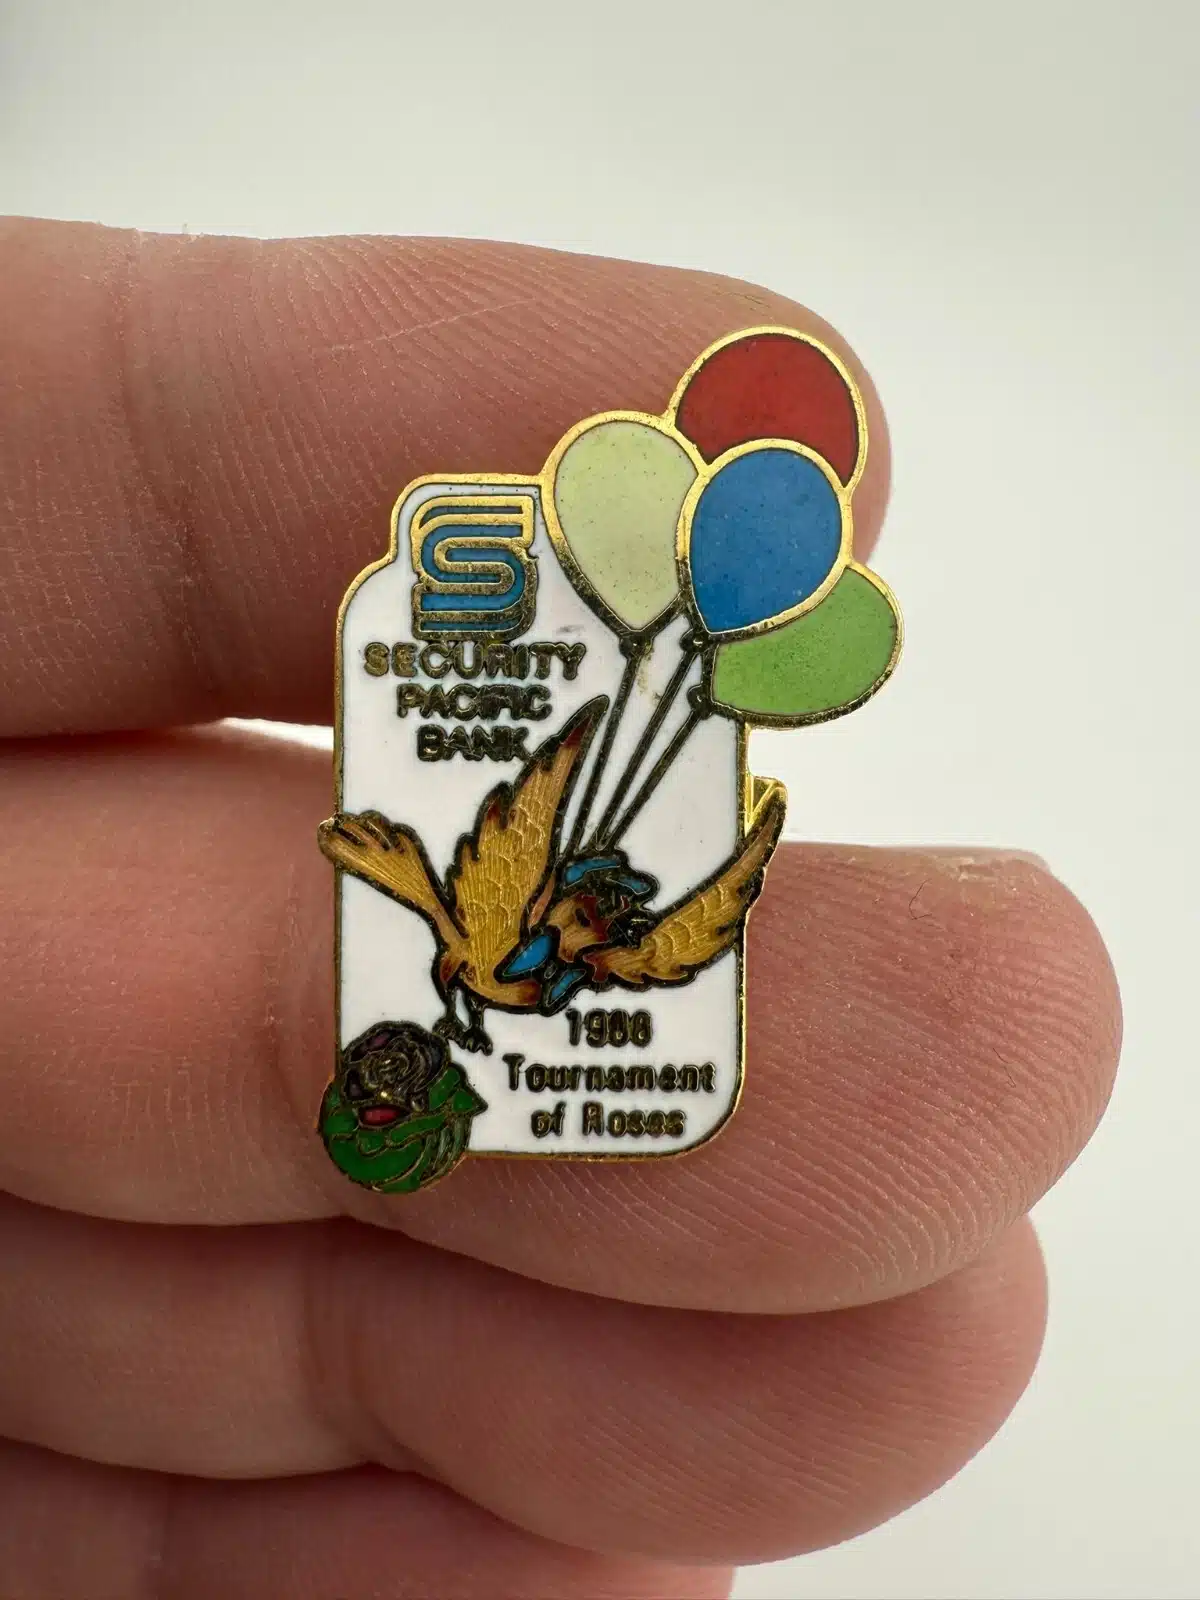 SECURITY
PACIFIC
BANK
1988
Tournament
of Roses